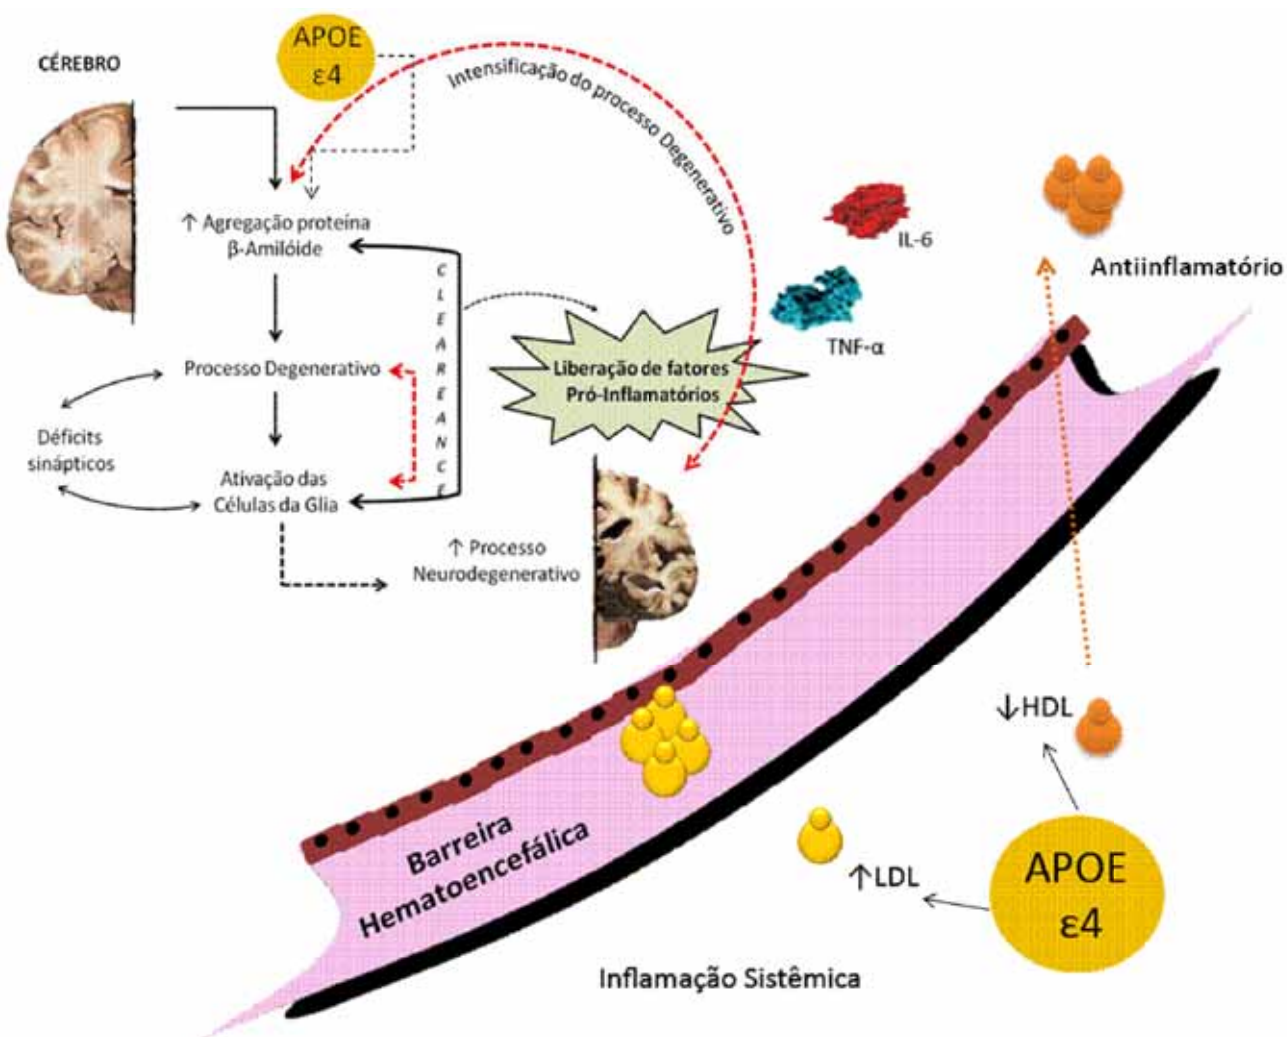 CÉREBRO
APOE
ε4
Intensificação do processo Degenerativo
↑ Agregação proteína
β-Amilóide
CLEAREANCE
Processo Degenerativo
Déficits
sinápticos
Ativação das
Células da Glia
↑ Processo
Neurodegenerativo
Liberação de fatores
Pró-Inflamatórios
IL-6
TNF-α
Antiinflamatório
↓HDL
↑LDL
APOE
ε4
Barreira
Hematoencefálica
Inflamação Sistêmica